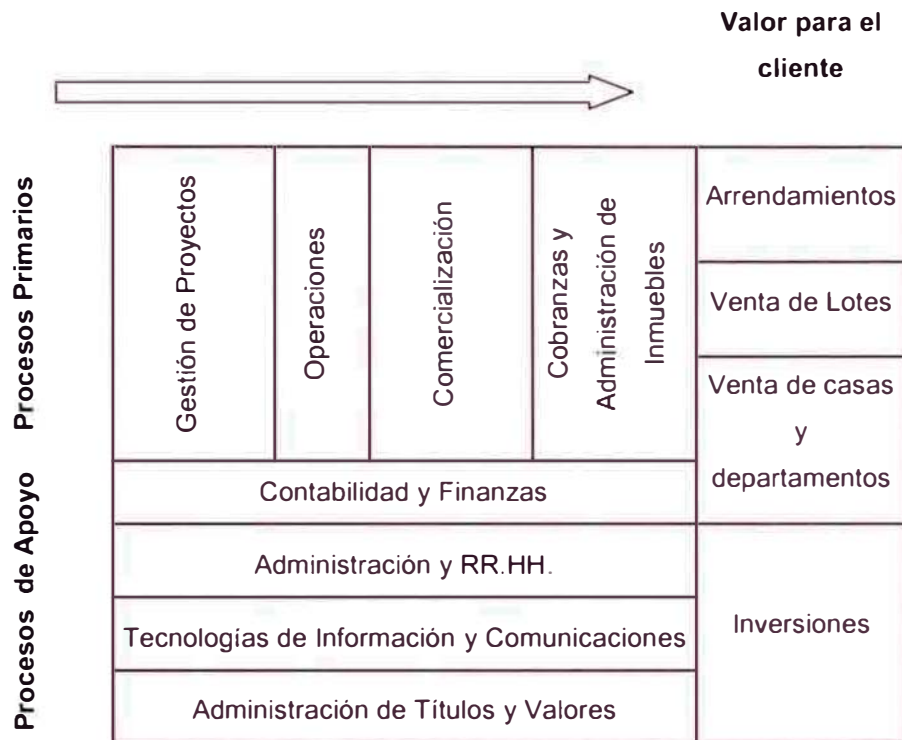 Valor para el
cliente
Procesos Primarios
Gestión de Proyectos
Operaciones
Comercialización
Cobranzas y
Administración de
Inmuebles
Arrendamientos
Venta de Lotes
Venta de casas
y
departamentos
Procesos de Apoyo
Contabilidad y Finanzas
Administración y RR.HH.
Tecnologías de Información y Comunicaciones
Administración de Títulos y Valores
Inversiones